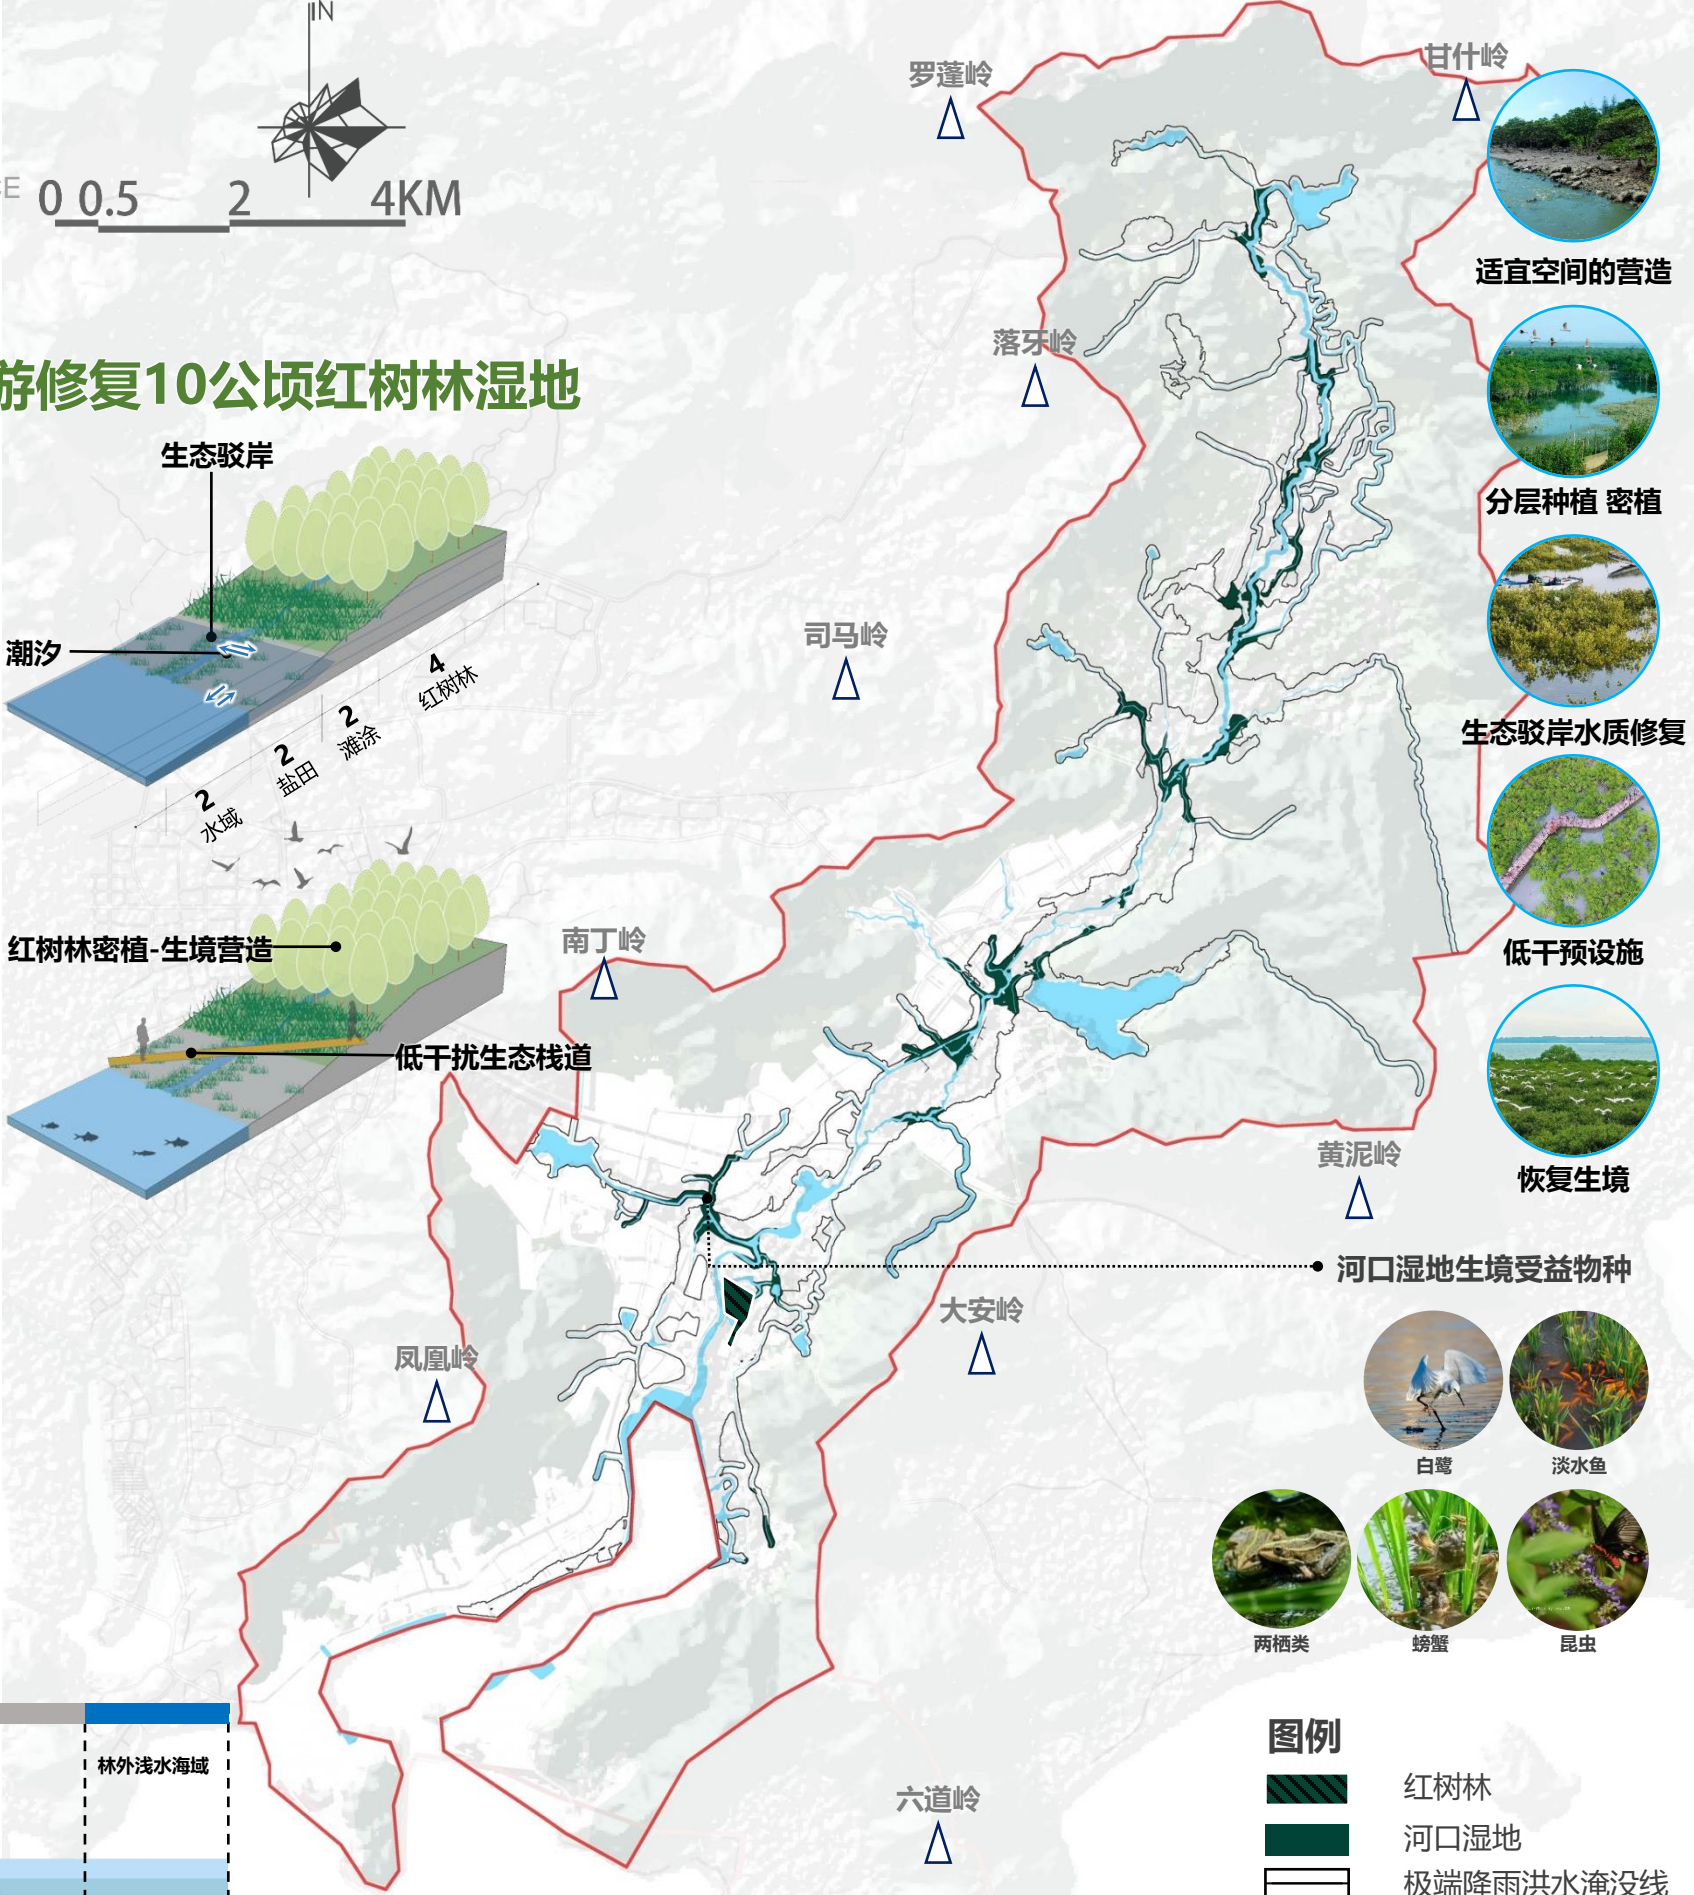 N
罗蓬岭
甘什岭
CE
0 0.5 2 4KM
适宜空间的营造
落牙岭
游修复10公顷红树林湿地
生态驳岸
分层种植 密植
潮汐
司马岭
4
红树林
2
滩涂
2
盐田
2
水域
生态驳岸水质修复
红树林密植-生境营造
南丁岭
低干预设施
低干扰生态栈道
黄泥岭
恢复生境
河口湿地生境受益物种
大安岭
凤凰岭
白鹭
淡水鱼
两栖类
螃蟹
昆虫
林外浅水海域
六道岭
图例
红树林
河口湿地
极端降雨洪水淹没线